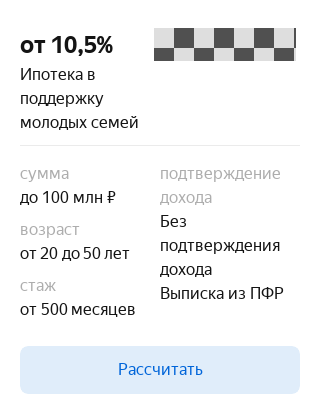 от 10,5%
Ипотека в
поддержку
молодых семей
сумма
до 100 млн ₽
возраст
от 20 до 50 лет
стаж
от 500 месяцев
подтверждение
дохода
Без
подтверждения
дохода
Выписка из ПФР
Рассчитать